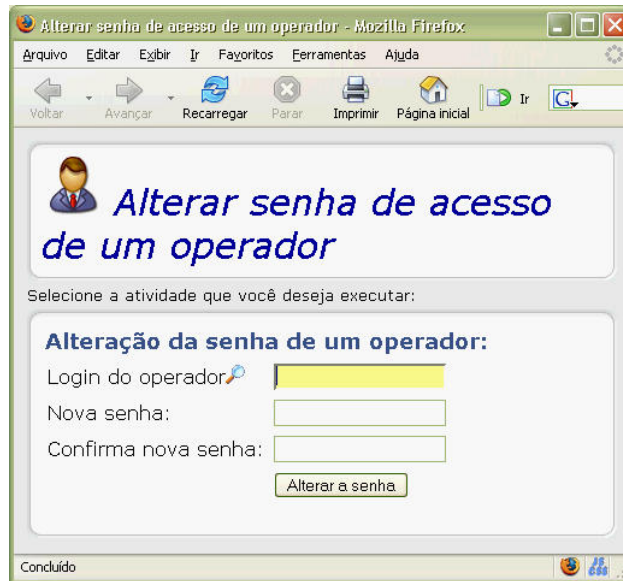 Alterar senha de acesso de um operador - Mozilla Firefox
Arquivo Editar Exibir Ir Favoritos Ferramentas Ajuda
Voltar Avançar Recarregar Parar Imprimir Página inicial Ir G
Alterar senha de acesso
de um operador
Selecione a atividade que você deseja executar:
Alteração da senha de um operador:
Login do operador
Nova senha:
Confirma nova senha:
Alterar a senha
Concluído JS CSS